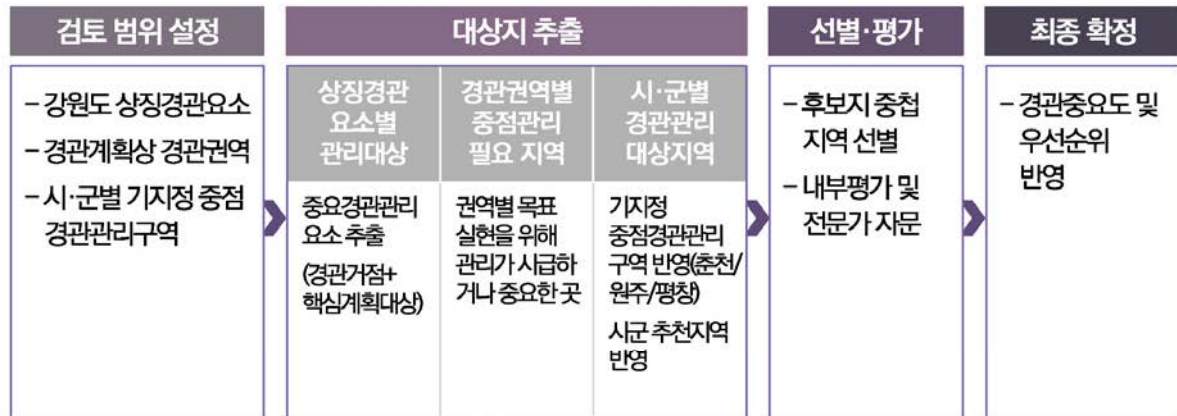 검토 범위 설정
– 강원도 상징경관요소
– 경관계획상 경관권역
– 시·군별 기지정 중점
경관관리구역
대상지 추출
상징경관
요소별
관리대상
중요경관관리
요소 추출
(경관거점+
핵심계획대상)
경관권역별
중점관리
필요 지역
권역별 목표
실현을 위해
관리가 시급하
거나 중요한 곳
시·군별
경관관리
대상지역
기지정
중점경관관리
구역 반영(춘천/
원주/평창)
시군 추천지역
반영
선별·평가
– 후보지 중첩
지역 선별
– 내부평가 및
전문가 자문
최종 확정
– 경관중요도 및
우선순위
반영